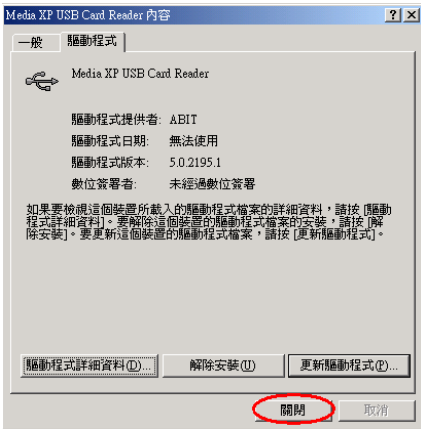 Media XP USB Card Reader 內容
一般
驅動程式
Media XP USB Card Reader
驅動程式提供者: ABIT
驅動程式日期: 無法使用
驅動程式版本: 5.0.2195.1
數位簽署者: 未經過數位簽署
如果要檢視這個裝置所載入的驅動程式檔案的詳細資料，請按 [驅動
程式詳細資料]。要解除這個裝置的驅動程式檔案的安裝，請按 [解
除安裝]。要更新這個裝置的驅動程式檔案，請按 [更新驅動程式]。
驅動程式詳細資料(D)...
解除安裝(U)
更新驅動程式(P)...
關閉
取消